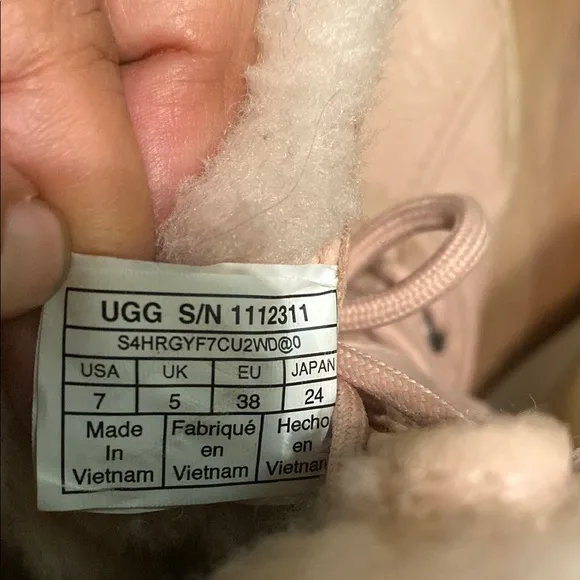 UGG S/N 1112311
S4HRGYF7CU2WD@0
USA UK EU JAPAN
7 5 38 24
Made Fabriqué Hecho
In en en
Vietnam Vietnam Vietnam